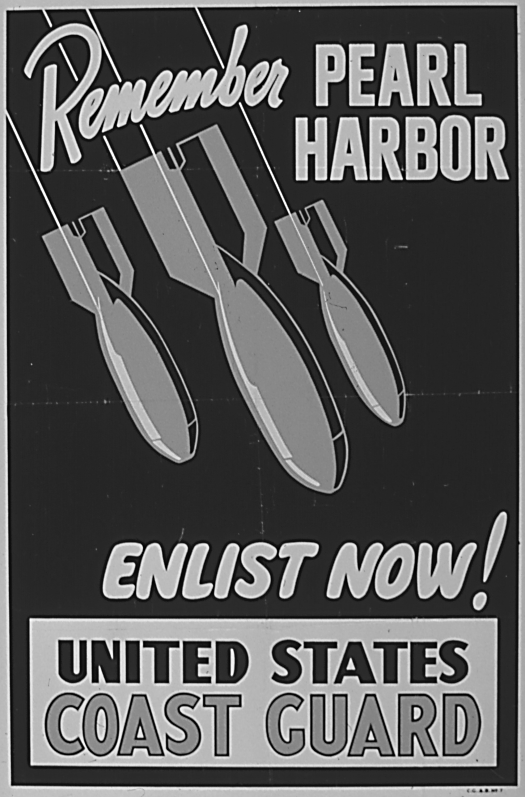 Remember PEARL
HARBOR
ENLIST NOW!
UNITED STATES
COAST GUARD